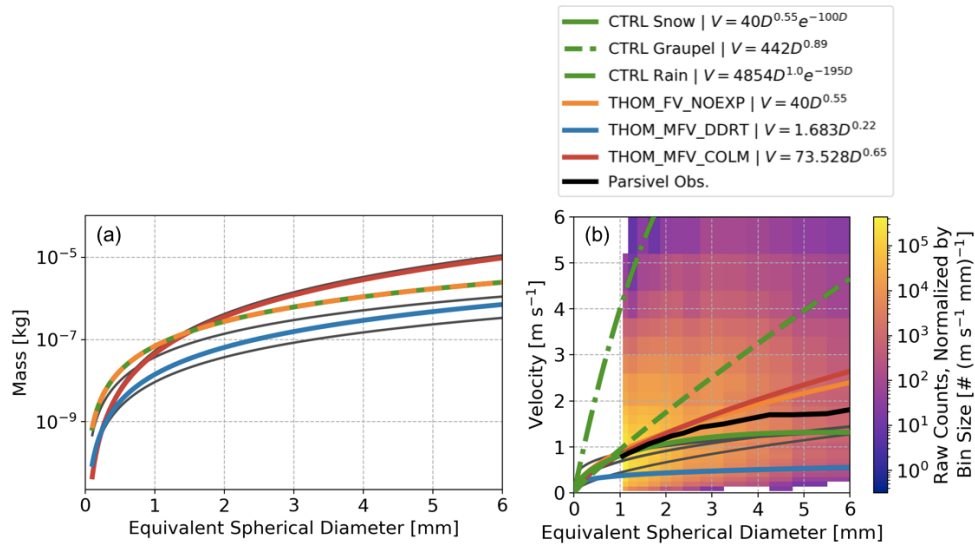 CTRL Snow | V = 40D^0.55 e^−100D
CTRL Graupel | V = 442D^0.89
CTRL Rain | V = 4854D^1.0 e^−195D
THOM_FV_NOEXP | V = 40D^0.55
THOM_MFV_DDRT | V = 1.683D^0.22
THOM_MFV_COLM | V = 73.528D^0.65
Parsivel Obs.
(a)
Mass [kg]
10^−5
10^−7
10^−9
0 1 2 3 4 5 6
Equivalent Spherical Diameter [mm]
(b)
Velocity [m s^−1]
6
5
4
3
2
1
0
0 1 2 3 4 5 6
Equivalent Spherical Diameter [mm]
10^5
10^4
10^3
10^2
10^1
10^0
Raw Counts, Normalized by
Bin Size [# (m s^−1 mm)^−1]